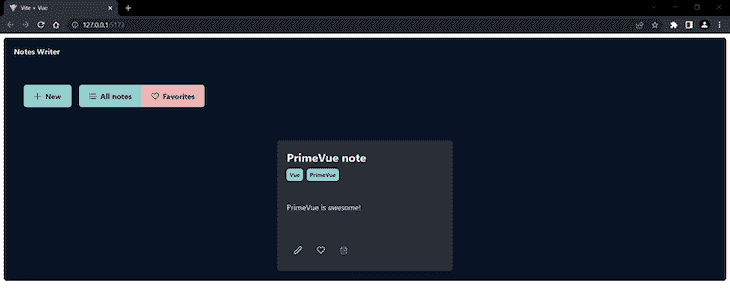 Vite + Vue
127.0.0.1:5173
Notes Writer
New
All notes
Favorites
PrimeVue note
Vue PrimeVue
PrimeVue is awesome!